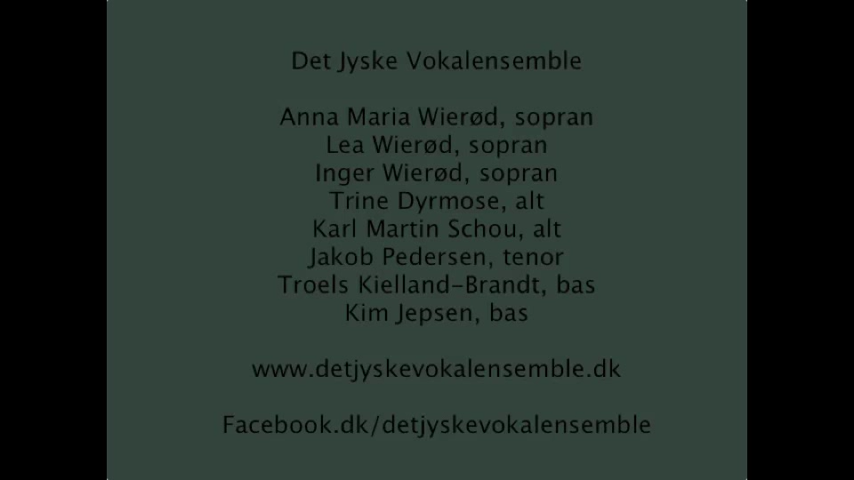 Det Jyske Vokalensemble
Anna Maria Wierød, sopran
Lea Wierød, sopran
Inger Wierød, sopran
Trine Dyrmose, alt
Karl Martin Schou, alt
Jakob Pedersen, tenor
Troels Kielland-Brandt, bas
Kim Jepsen, bas
www.detjyskevokalensemble.dk
Facebook.dk/detjyskevokalensemble